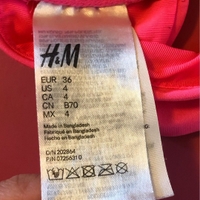 H&M
EUR 36
US 4
CA 4
CN B70
MX 4
Made in Bangladesh
Fabriqué en Bangladesh
Hecho en Bangladesh
O/N 202864
P/N 07256310